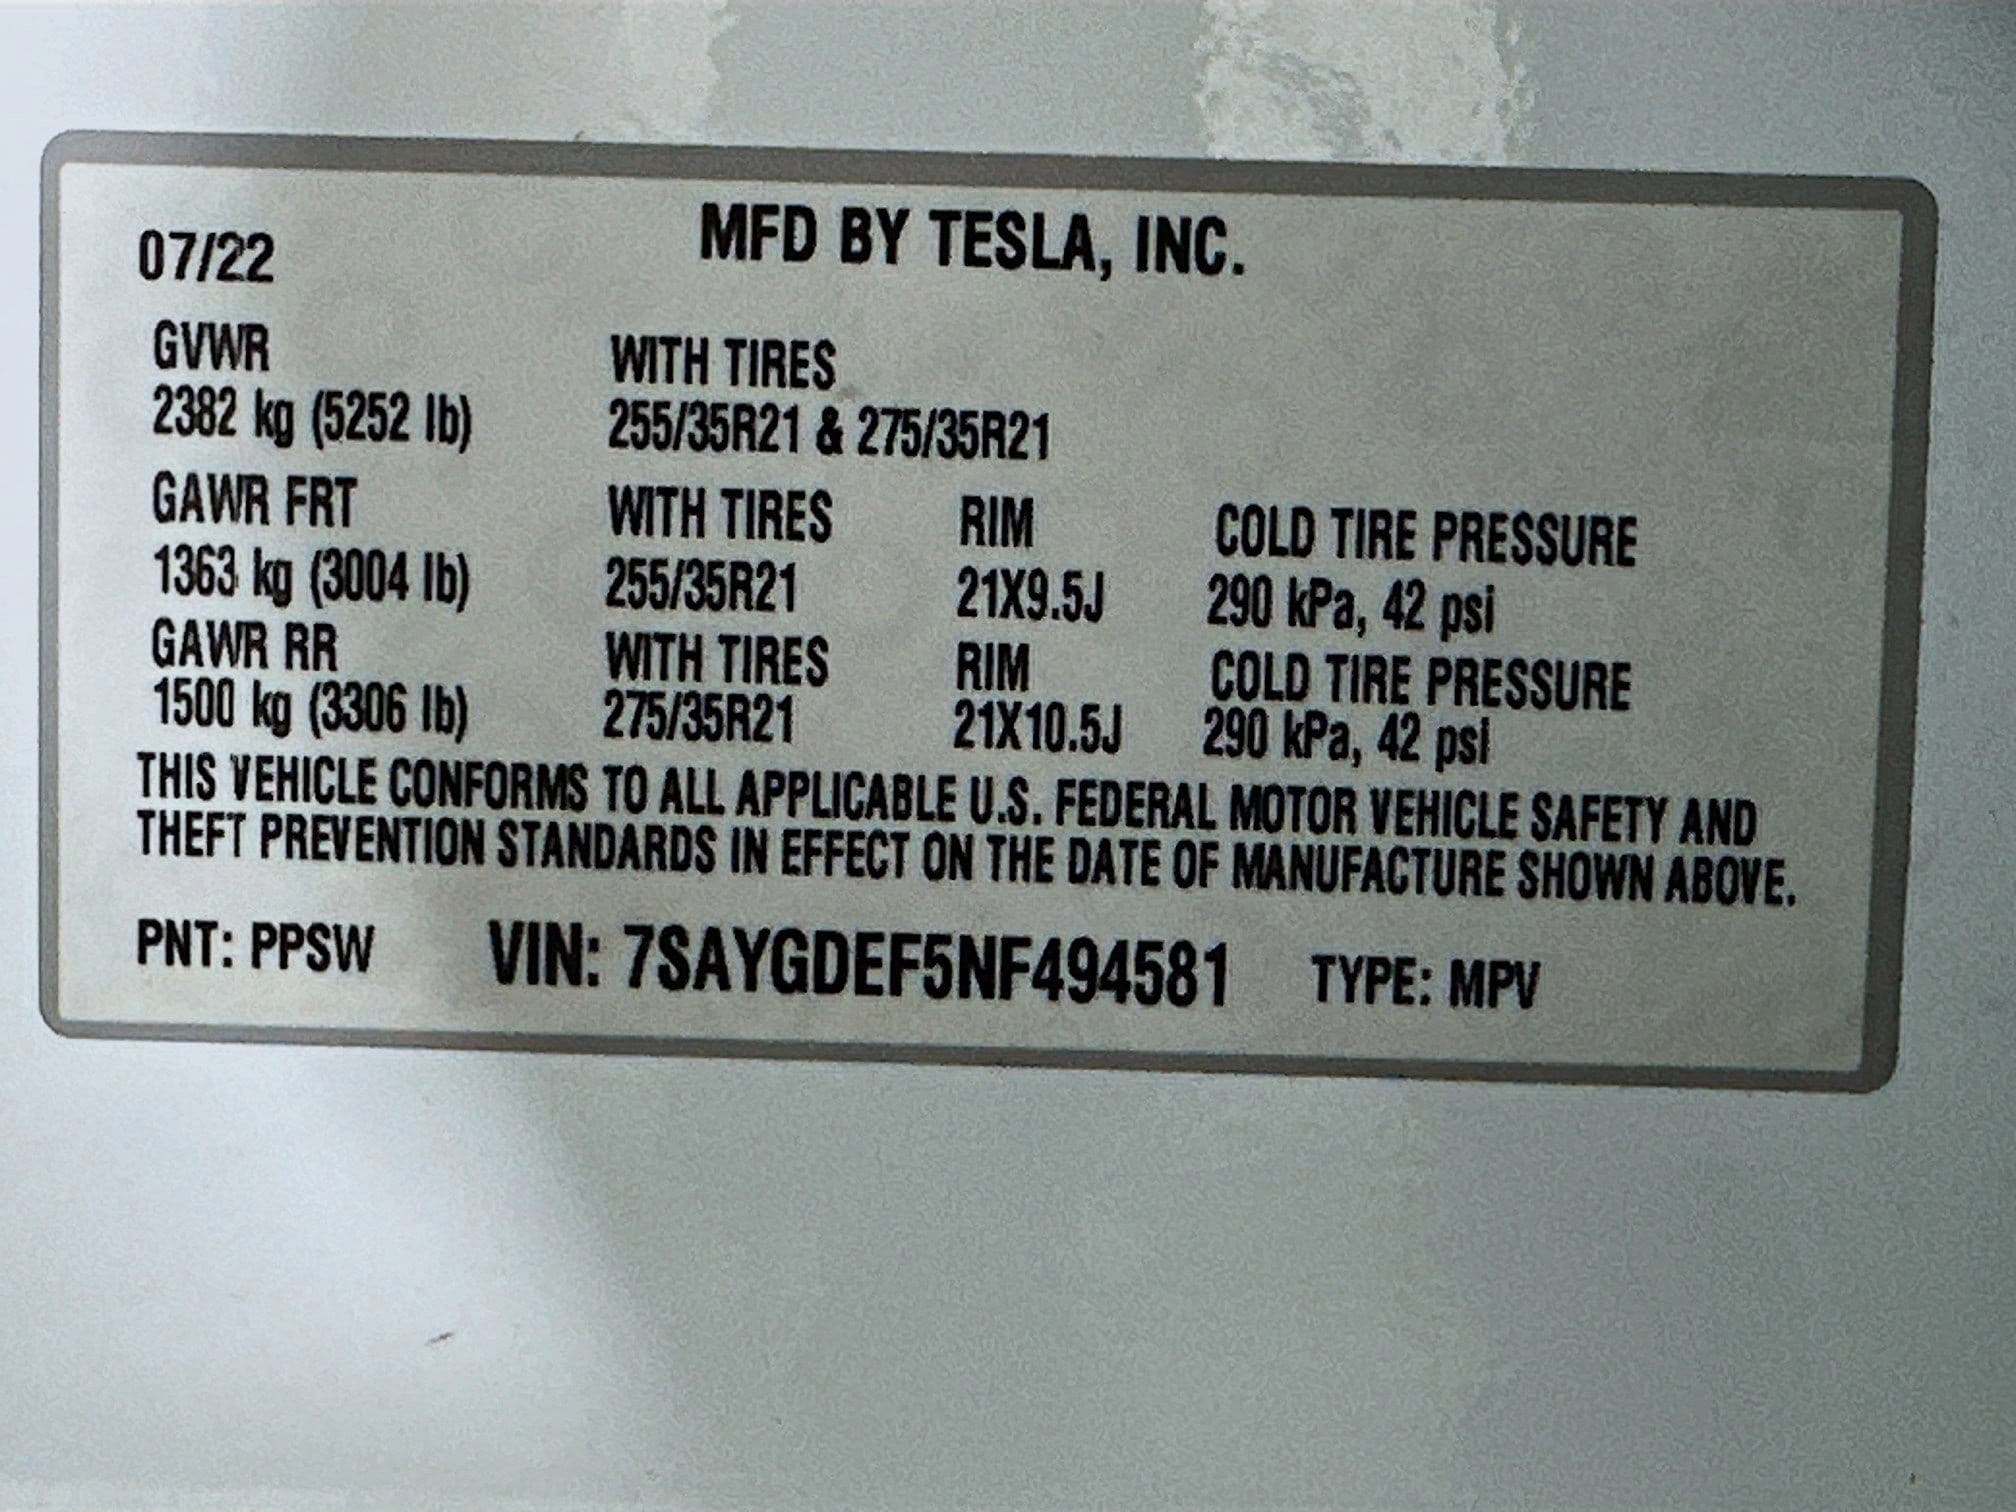 07/22 MFD BY TESLA, INC.
GVWR WITH TIRES
2382 kg (5252 lb) 255/35R21 & 275/35R21
GAWR FRT WITH TIRES RIM COLD TIRE PRESSURE
1363 kg (3004 lb) 255/35R21 21X9.5J 290 kPa, 42 psi
GAWR RR WITH TIRES RIM COLD TIRE PRESSURE
1500 kg (3306 lb) 275/35R21 21X10.5J 290 kPa, 42 psi
THIS VEHICLE CONFORMS TO ALL APPLICABLE U.S. FEDERAL MOTOR VEHICLE SAFETY AND
THEFT PREVENTION STANDARDS IN EFFECT ON THE DATE OF MANUFACTURE SHOWN ABOVE.
PNT: PPSW VIN: 7SAYGDEF5NF494581 TYPE: MPV